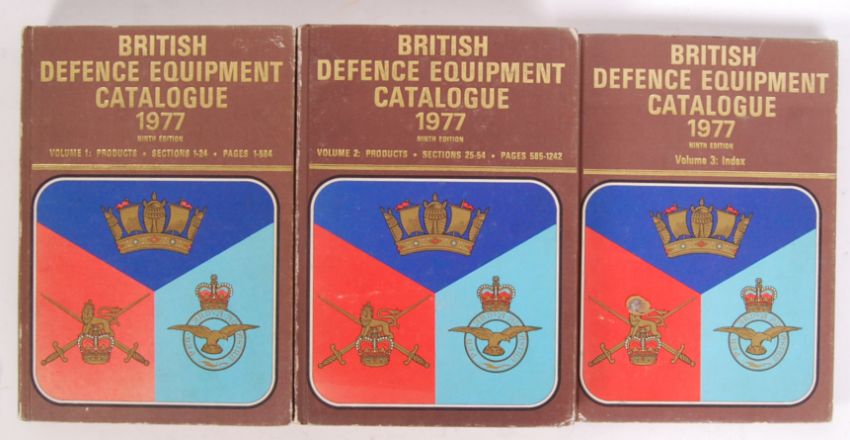 BRITISH
DEFENCE EQUIPMENT
CATALOGUE
1977
NINTH EDITION
VOLUME 1: PRODUCTS • SECTIONS 1-24 • PAGES 1-584
BRITISH
DEFENCE EQUIPMENT
CATALOGUE
1977
NINTH EDITION
VOLUME 2: PRODUCTS • SECTIONS 25-54 • PAGES 585-1242
BRITISH
DEFENCE EQUIPMENT
CATALOGUE
1977
NINTH EDITION
Volume 3: Index